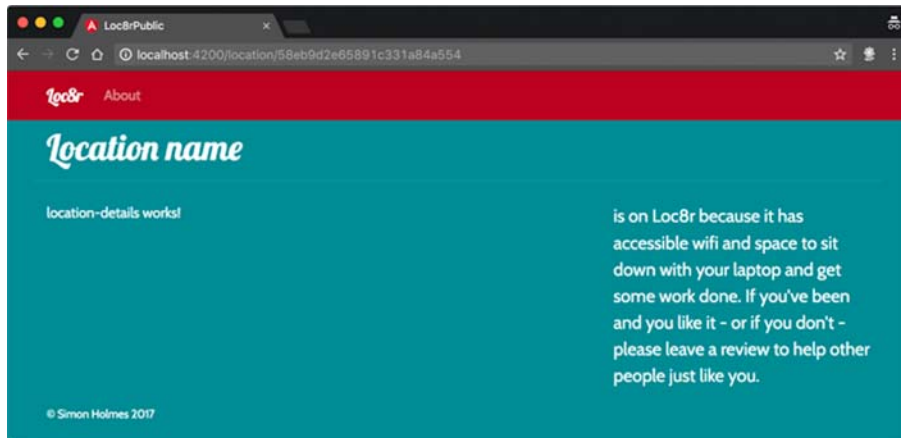 Loc8rPublic
localhost:4200/location/58eb9d2e65891c331a84a554
Loc8r About
Location name
location-details works!
is on Loc8r because it has
accessible wifi and space to sit
down with your laptop and get
some work done. If you've been
and you like it - or if you don't -
please leave a review to help other
people just like you.
© Simon Holmes 2017